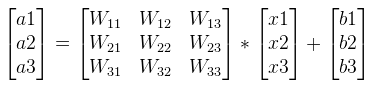 [a1] = [W₁₁ W₁₂ W₁₃] * [x1] + [b1]
[a2] [W₂₁ W₂₂ W₂₃] [x2] [b2]
[a3] [W₃₁ W₃₂ W₃₃] [x3] [b3]